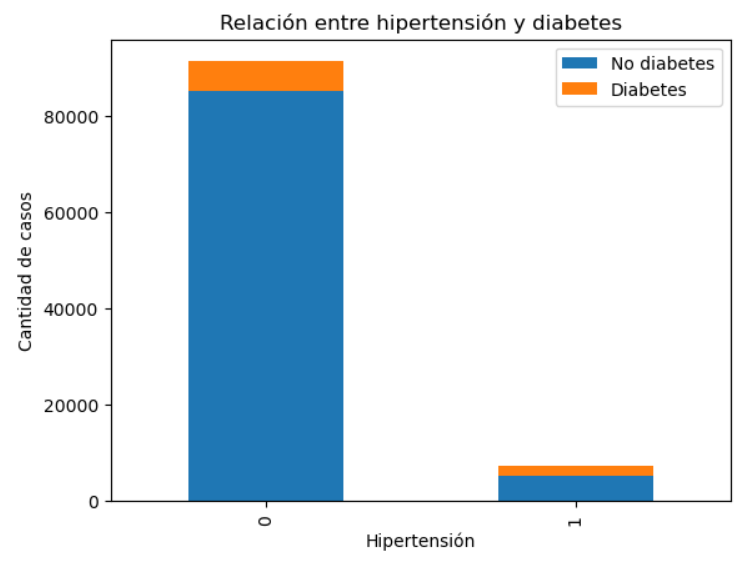 Relación entre hipertensión y diabetes
No diabetes
Diabetes
Cantidad de casos
80000
60000
40000
20000
0
0
1
Hipertensión